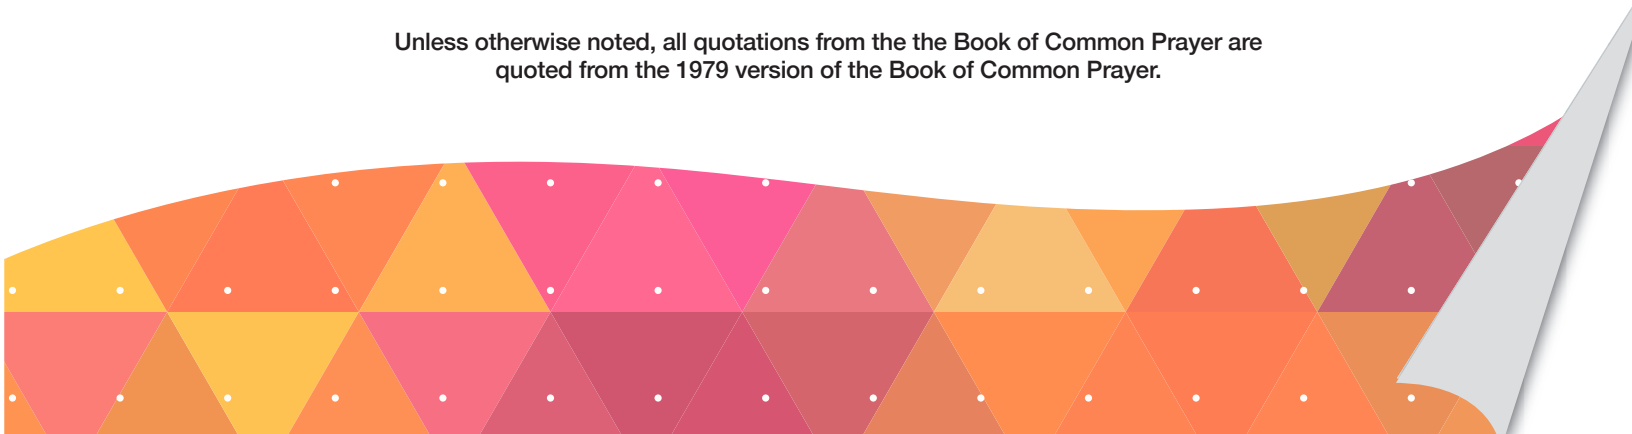 Unless otherwise noted, all quotations from the the Book of Common Prayer are
quoted from the 1979 version of the Book of Common Prayer.